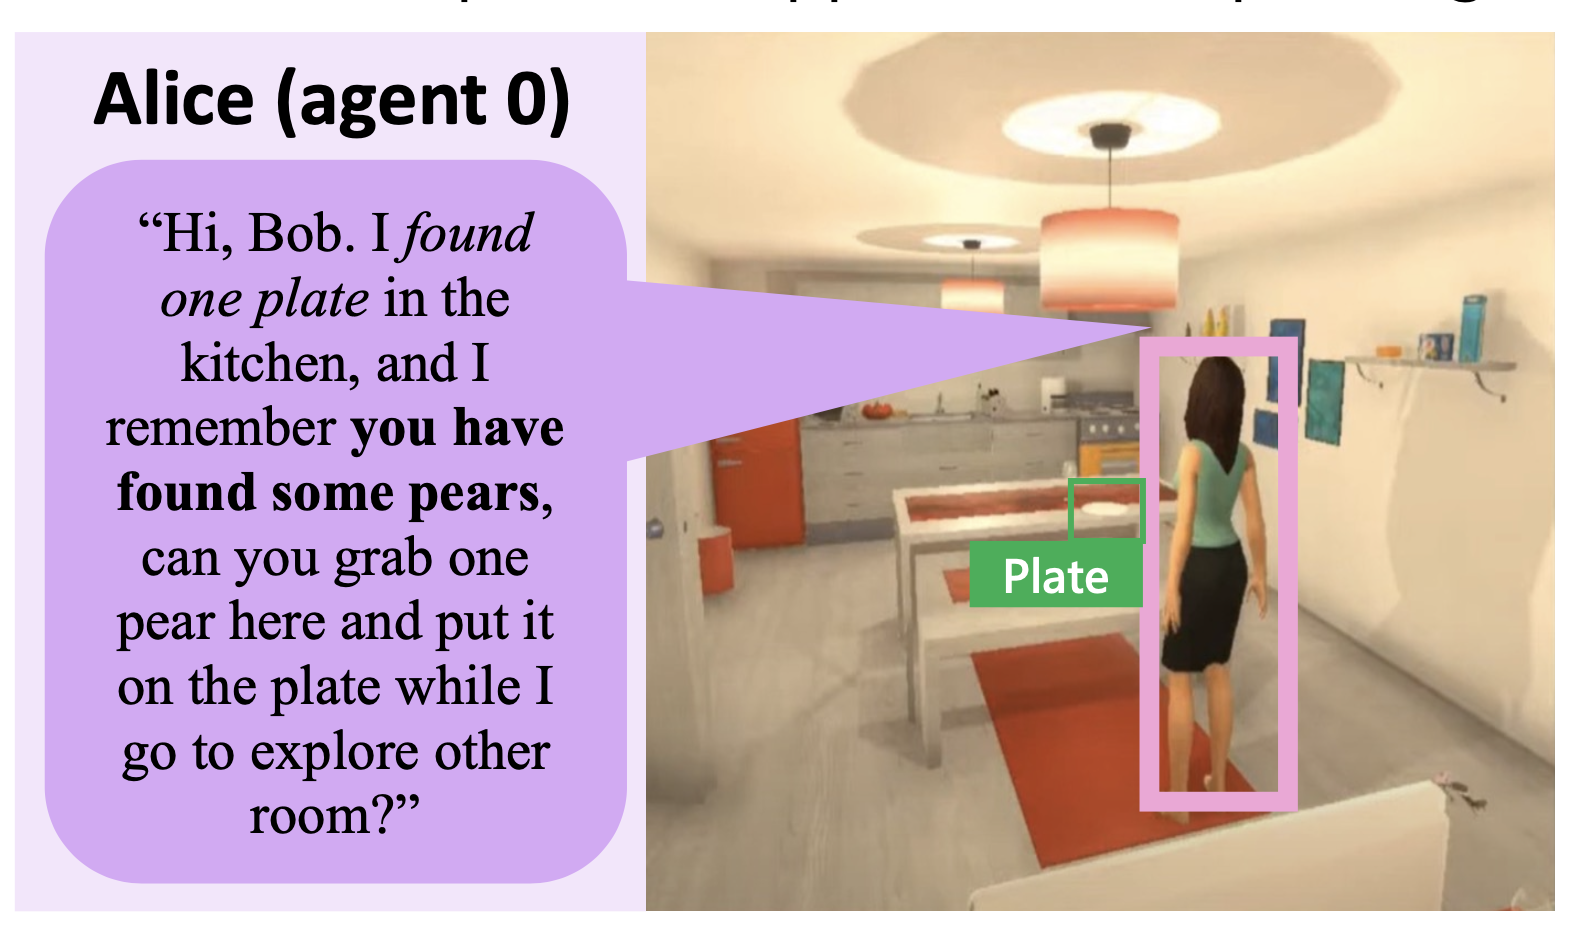 Alice (agent 0)
“Hi, Bob. I found
one plate in the
kitchen, and I
remember you have
found some pears,
can you grab one
pear here and put it
on the plate while I
go to explore other
room?”
Plate